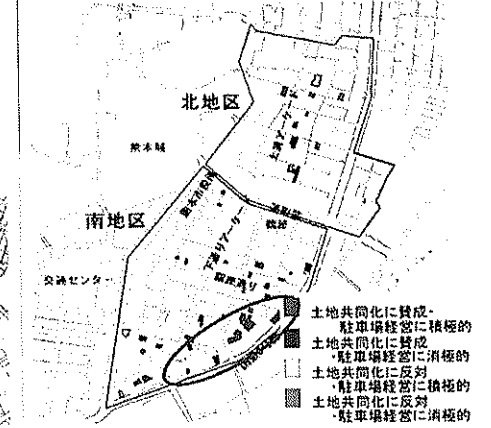 北地区
上通アーケード
熊本城
熊本市役所
南地区
下通りアーケード
銀座通り
交通センター
土地共同化に賛成・
駐車場経営に積極的
土地共同化に賛成
・駐車場経営に消極的
土地共同化に反対
・駐車場経営に積極的
土地共同化に反対
・駐車場経営に消極的